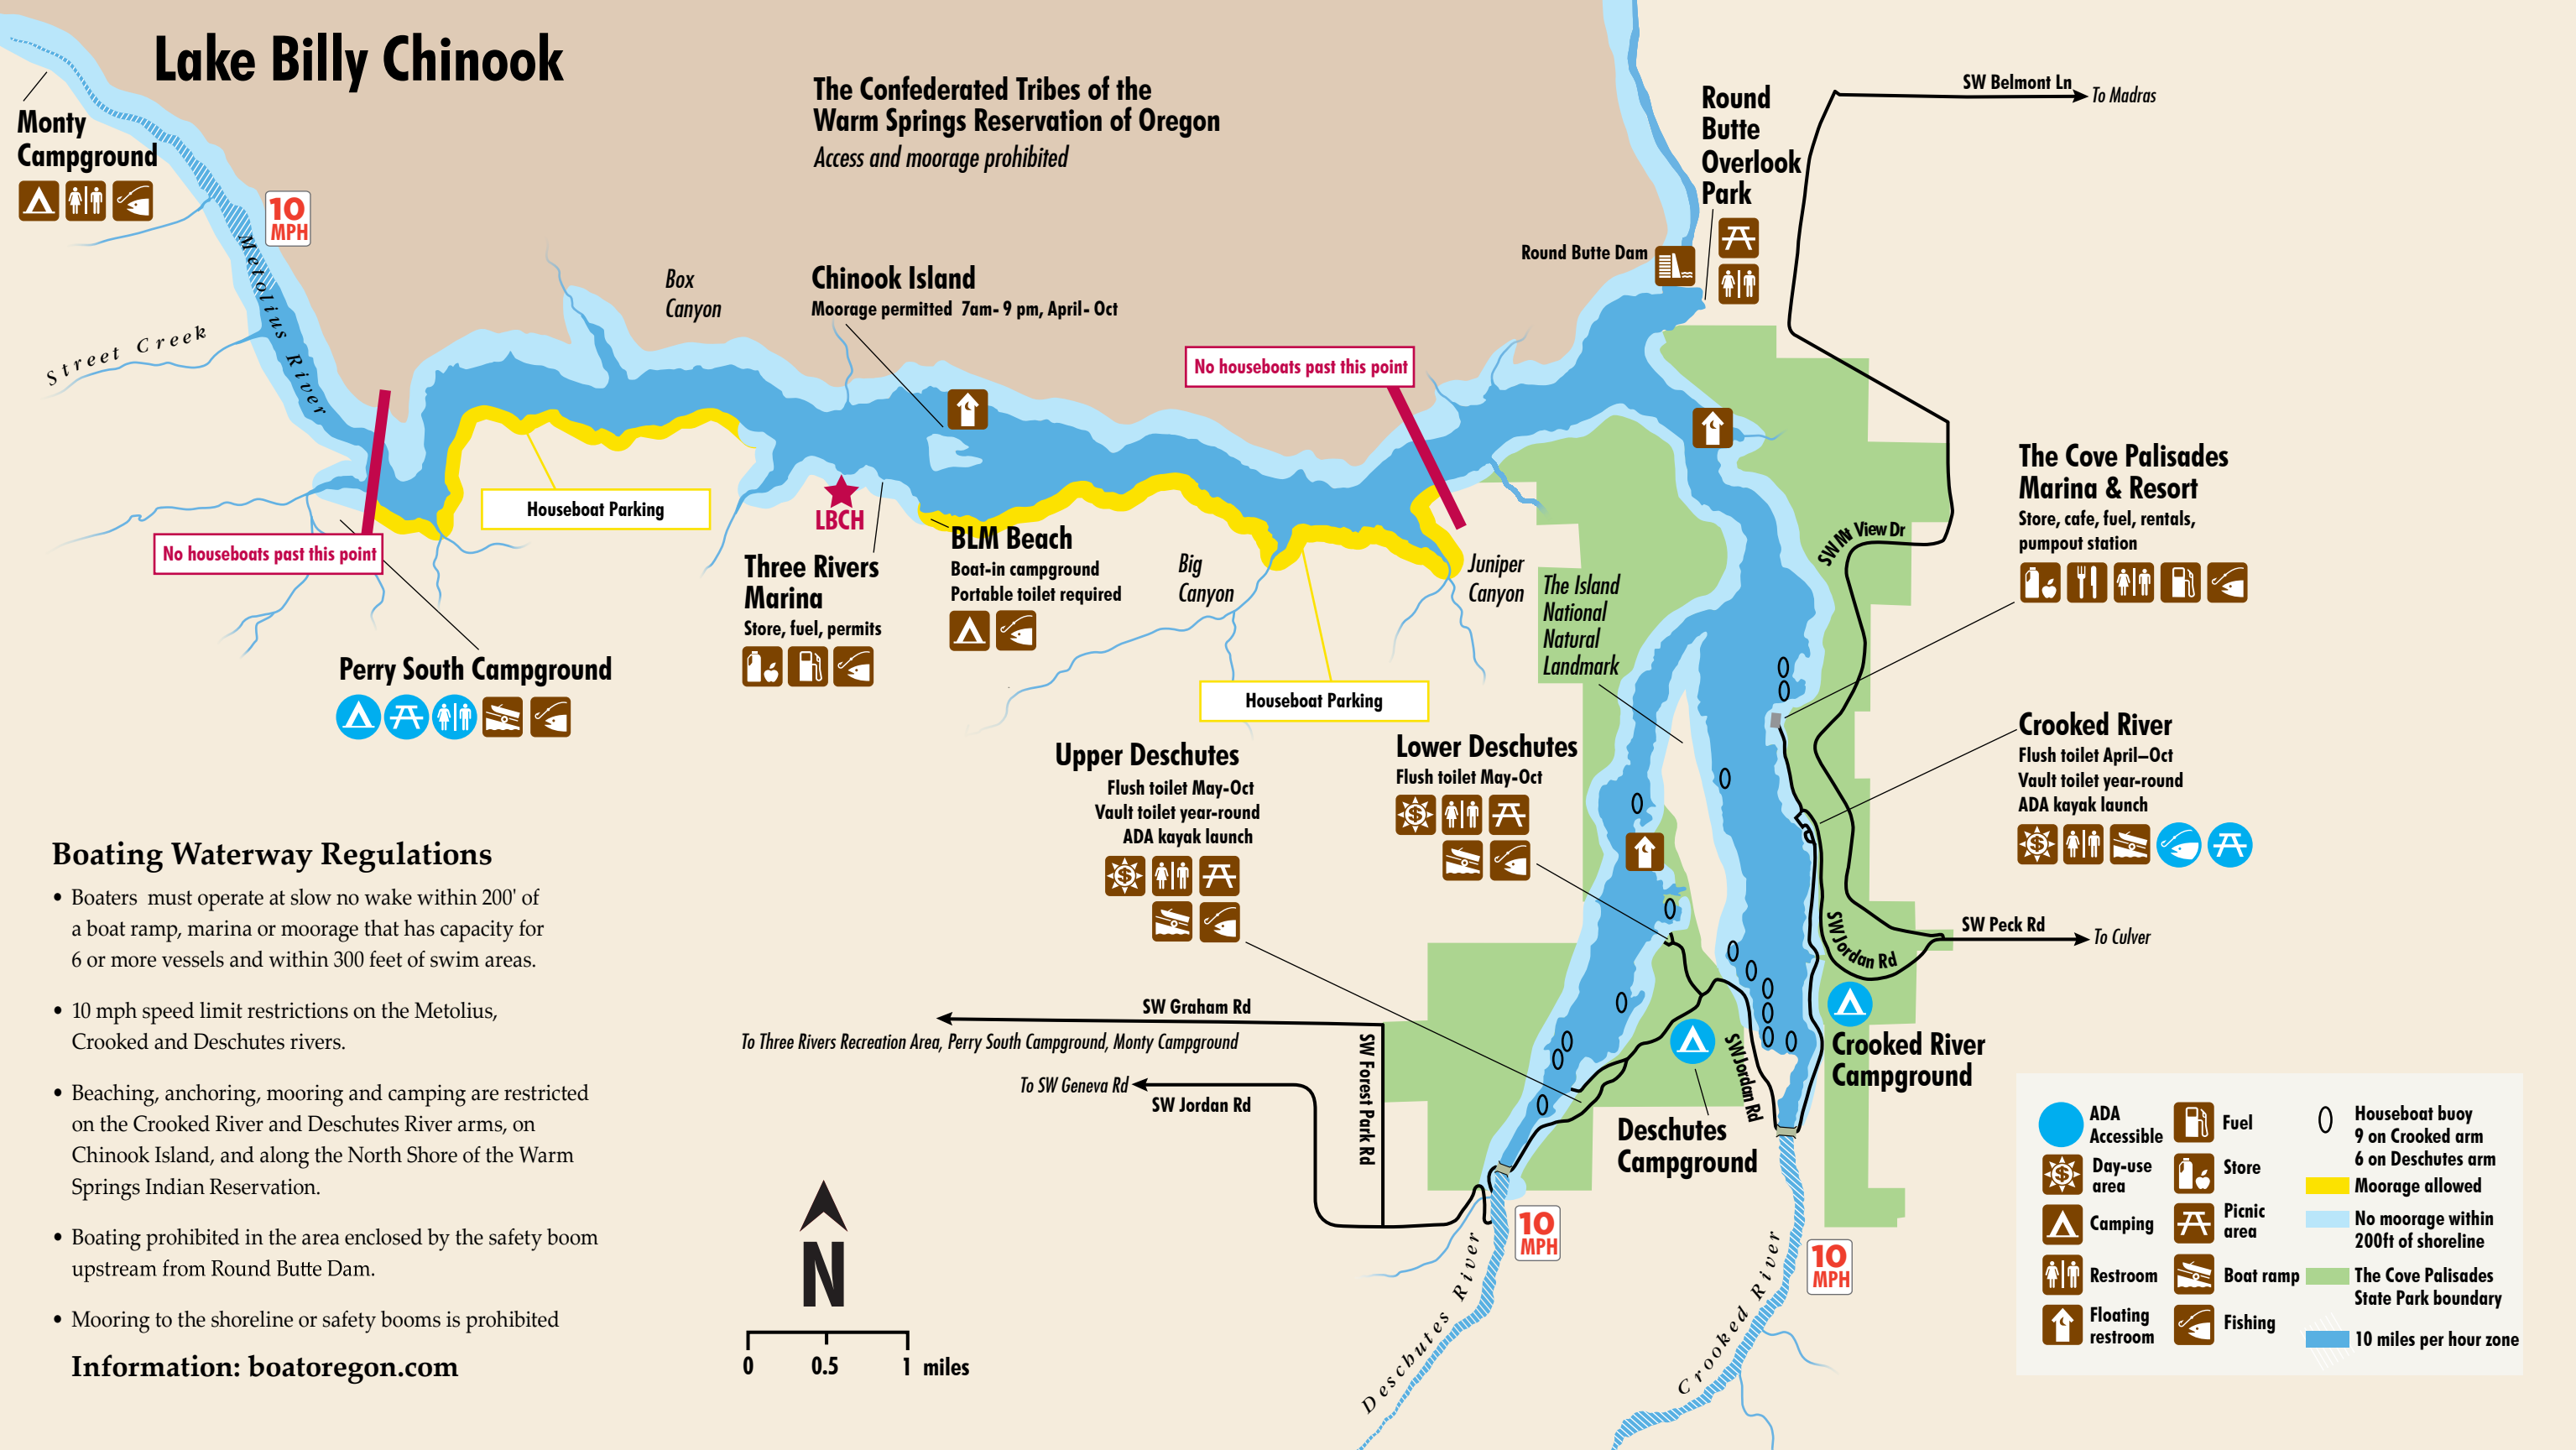 Lake Billy Chinook
The Confederated Tribes of the
Warm Springs Reservation of Oregon
Access and moorage prohibited
Monty
Campground
10
MPH
Metolius River
Street Creek
Box
Canyon
Chinook Island
Moorage permitted 7am- 9 pm, April- Oct
Round
Butte
Overlook
Park
Round Butte Dam
SW Belmont Ln
To Madras
No houseboats past this point
No houseboats past this point
Houseboat Parking
LBCH
Three Rivers
Marina
Store, fuel, permits
BLM Beach
Boat-in campground
Portable toilet required
Big
Canyon
Juniper
Canyon
The Island
National
Natural
Landmark
Houseboat Parking
Perry South Campground
SW Mt View Dr
The Cove Palisades
Marina & Resort
Store, cafe, fuel, rentals,
pumpout station
Crooked River
Flush toilet April–Oct
Vault toilet year-round
ADA kayak launch
$
Upper Deschutes
Flush toilet May-Oct
Vault toilet year-round
ADA kayak launch
$
Lower Deschutes
Flush toilet May-Oct
$
SW Peck Rd
To Culver
SW Jordan Rd
SW Graham Rd
To Three Rivers Recreation Area, Perry South Campground, Monty Campground
To SW Geneva Rd
SW Jordan Rd
SW Forest Park Rd
SW Jordan Rd
Deschutes
Campground
Crooked River
Campground
10
MPH
10
MPH
Deschutes River
Crooked River
Boating Waterway Regulations
• Boaters must operate at slow no wake within 200' of
a boat ramp, marina or moorage that has capacity for
6 or more vessels and within 300 feet of swim areas.
• 10 mph speed limit restrictions on the Metolius,
Crooked and Deschutes rivers.
• Beaching, anchoring, mooring and camping are restricted
on the Crooked River and Deschutes River arms, on
Chinook Island, and along the North Shore of the Warm
Springs Indian Reservation.
• Boating prohibited in the area enclosed by the safety boom
upstream from Round Butte Dam.
• Mooring to the shoreline or safety booms is prohibited
Information: boatoregon.com
N
0 0.5 1 miles
ADA
Accessible
$
Day-use
area
Camping
Restroom
Floating
restroom
Fuel
Store
Picnic
area
Boat ramp
Fishing
Houseboat buoy
9 on Crooked arm
6 on Deschutes arm
Moorage allowed
No moorage within
200ft of shoreline
The Cove Palisades
State Park boundary
10 miles per hour zone